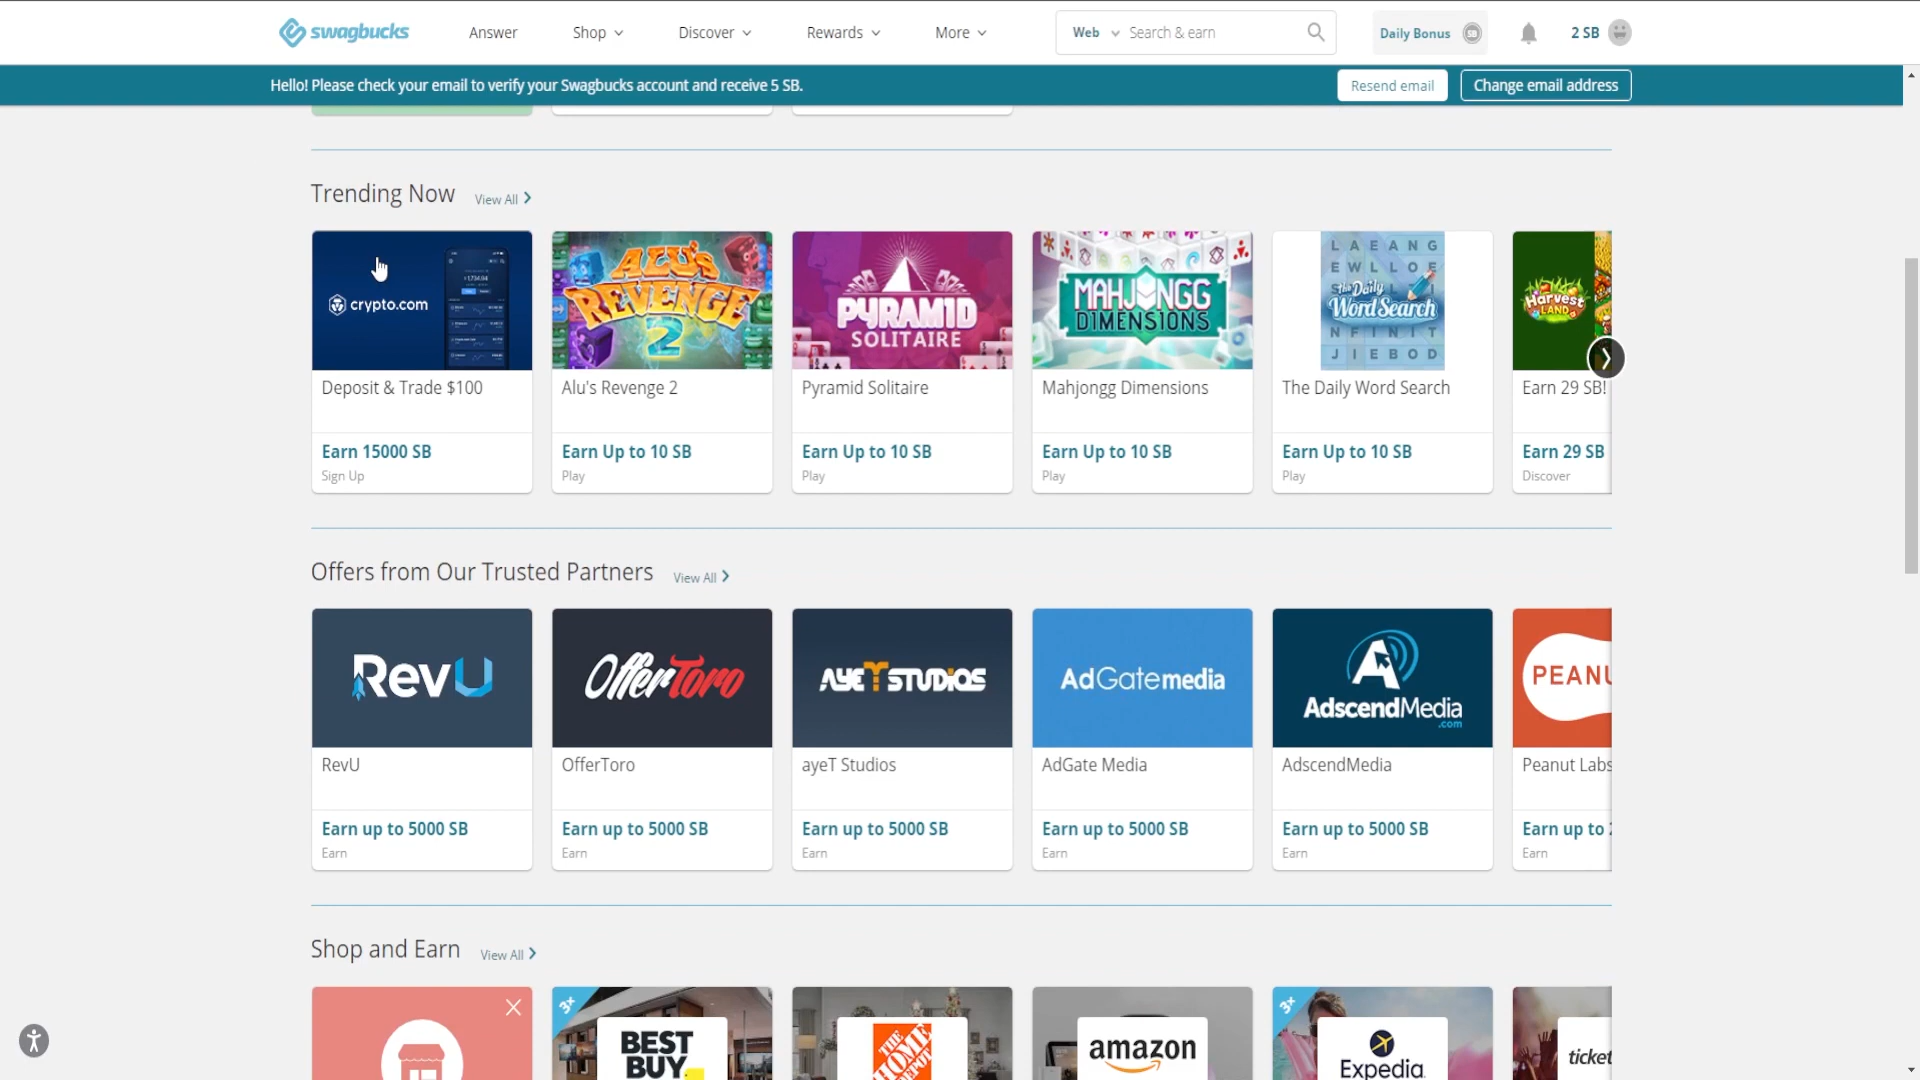 swagbucks Answer Shop Discover Rewards More Web Search & earn Daily Bonus SB 2 SB
Hello! Please check your email to verify your Swagbucks account and receive 5 SB. Resend email Change email address
Trending Now View All
crypto.com
ALU'S REVENGE 2
PYRAMID SOLITAIRE
MAHJONGG DIMENSIONS
LAEANG
EWLLOE
the Daily
Word Search
NFINIT
JIEBOD
Harvest LAND
Deposit & Trade $100 Alu's Revenge 2 Pyramid Solitaire Mahjongg Dimensions The Daily Word Search Earn 29 SB!
Earn 15000 SB Earn Up to 10 SB Earn Up to 10 SB Earn Up to 10 SB Earn Up to 10 SB Earn 29 SB
Sign Up Play Play Play Play Discover
Offers from Our Trusted Partners View All
RevU OfferToro AYET STUDIOS AdGatemedia AdscendMedia .com PEANU
RevU OfferToro ayeT Studios AdGate Media AdscendMedia Peanut Labs
Earn up to 5000 SB Earn up to 5000 SB Earn up to 5000 SB Earn up to 5000 SB Earn up to 5000 SB Earn up to
Earn Earn Earn Earn Earn Earn
Shop and Earn View All
3+
BEST
BUY
THE HOME DEPOT
amazon
3+
Expedia
ticket